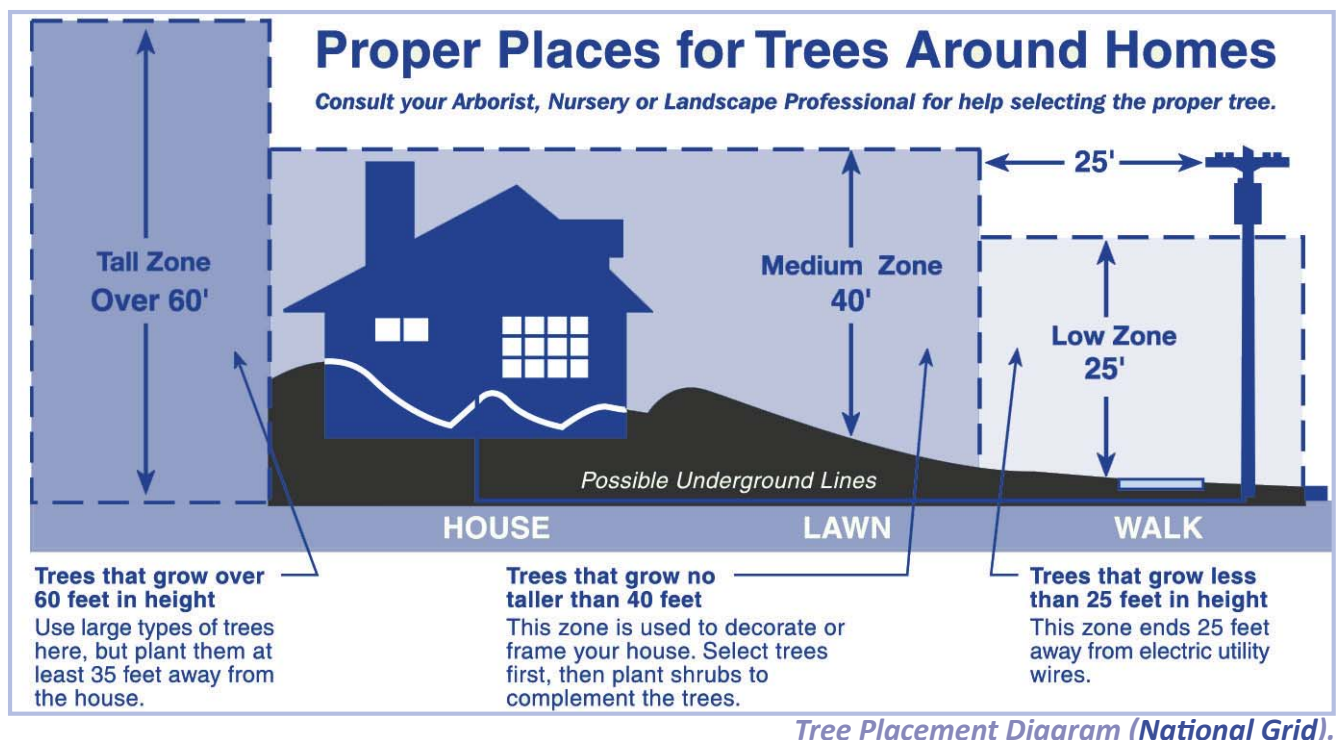 Proper Places for Trees Around Homes
Consult your Arborist, Nursery or Landscape Professional for help selecting the proper tree.
25'
Tall Zone
Over 60'
Medium Zone
40'
Low Zone
25'
Possible Underground Lines
HOUSE
LAWN
WALK
Trees that grow over
60 feet in height
Use large types of trees
here, but plant them at
least 35 feet away from
the house.
Trees that grow no
taller than 40 feet
This zone is used to decorate or
frame your house. Select trees
first, then plant shrubs to
complement the trees.
Trees that grow less
than 25 feet in height
This zone ends 25 feet
away from electric utility
wires.
Tree Placement Diagram (National Grid).